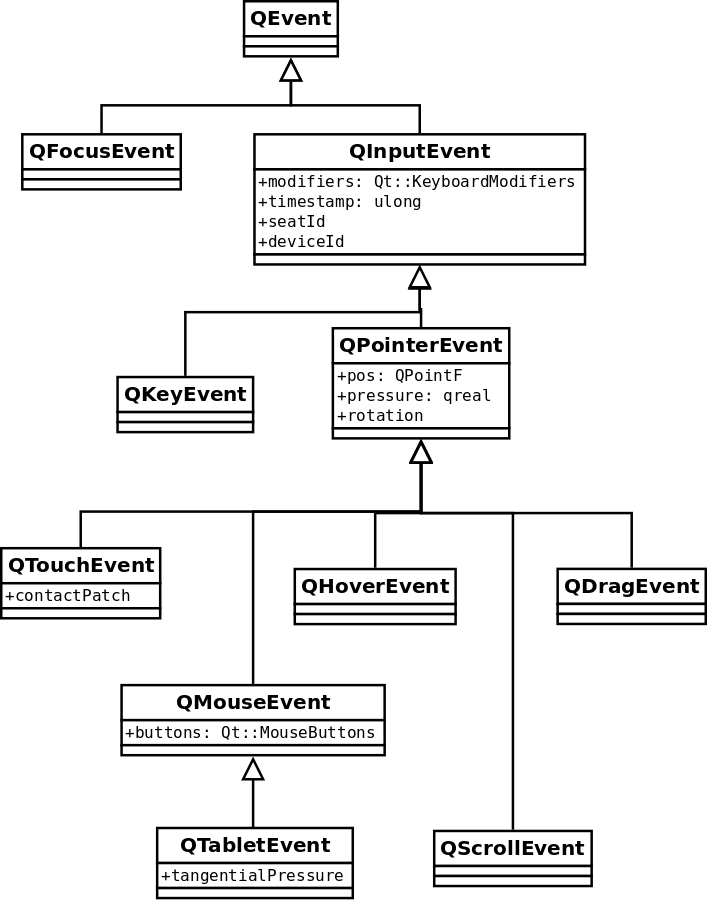 QEvent
QFocusEvent
QInputEvent
+modifiers: Qt::KeyboardModifiers
+timestamp: ulong
+seatId
+deviceId
QKeyEvent
QPointerEvent
+pos: QPointF
+pressure: qreal
+rotation
QTouchEvent
+contactPatch
QHoverEvent
QDragEvent
QMouseEvent
+buttons: Qt::MouseButtons
QTabletEvent
+tangentialPressure
QScrollEvent